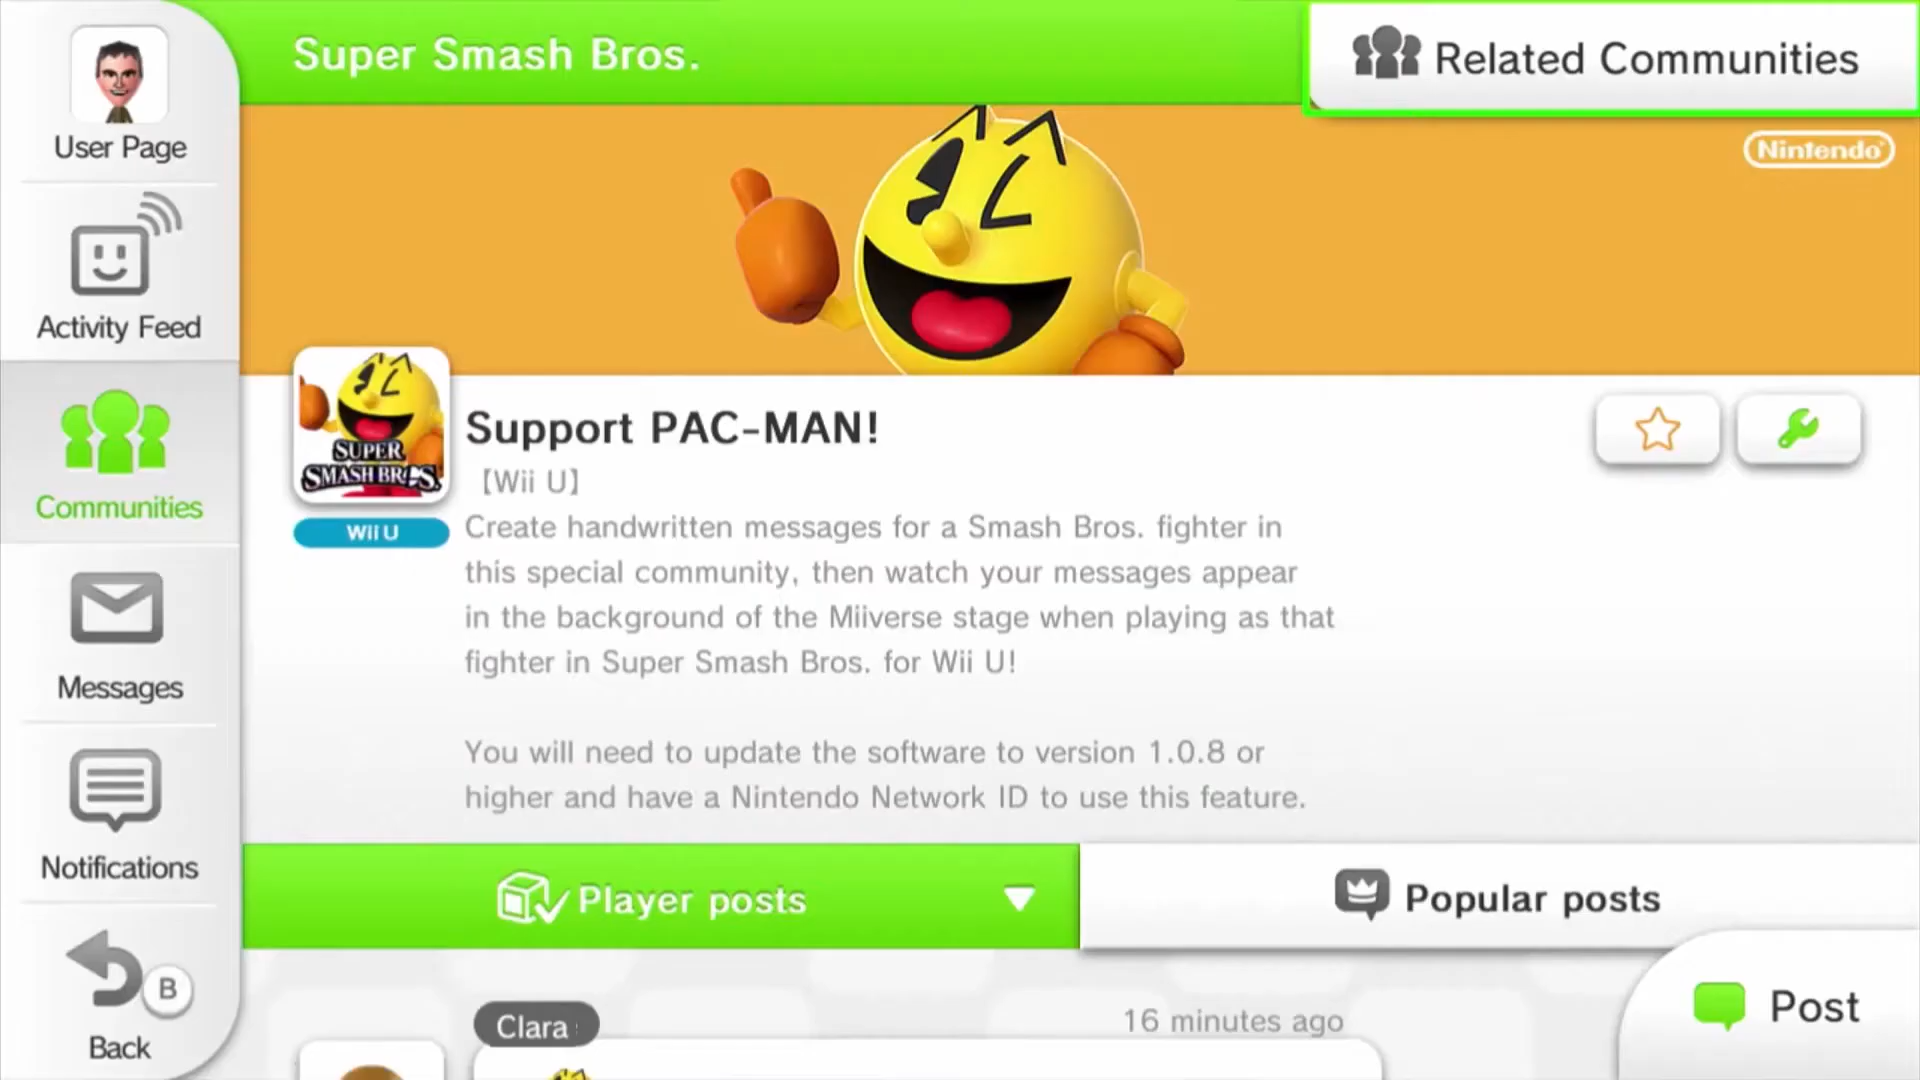 Super Smash Bros.
Related Communities
User Page
Nintendo
Activity Feed
SUPER
SMASH BROS.
Support PAC-MAN!
【Wii U】
Communities
Wii U
Create handwritten messages for a Smash Bros. fighter in
this special community, then watch your messages appear
in the background of the Miiverse stage when playing as that
fighter in Super Smash Bros. for Wii U!
Messages
You will need to update the software to version 1.0.8 or
higher and have a Nintendo Network ID to use this feature.
Notifications
Player posts
Popular posts
B
Back
Clara
16 minutes ago
Post